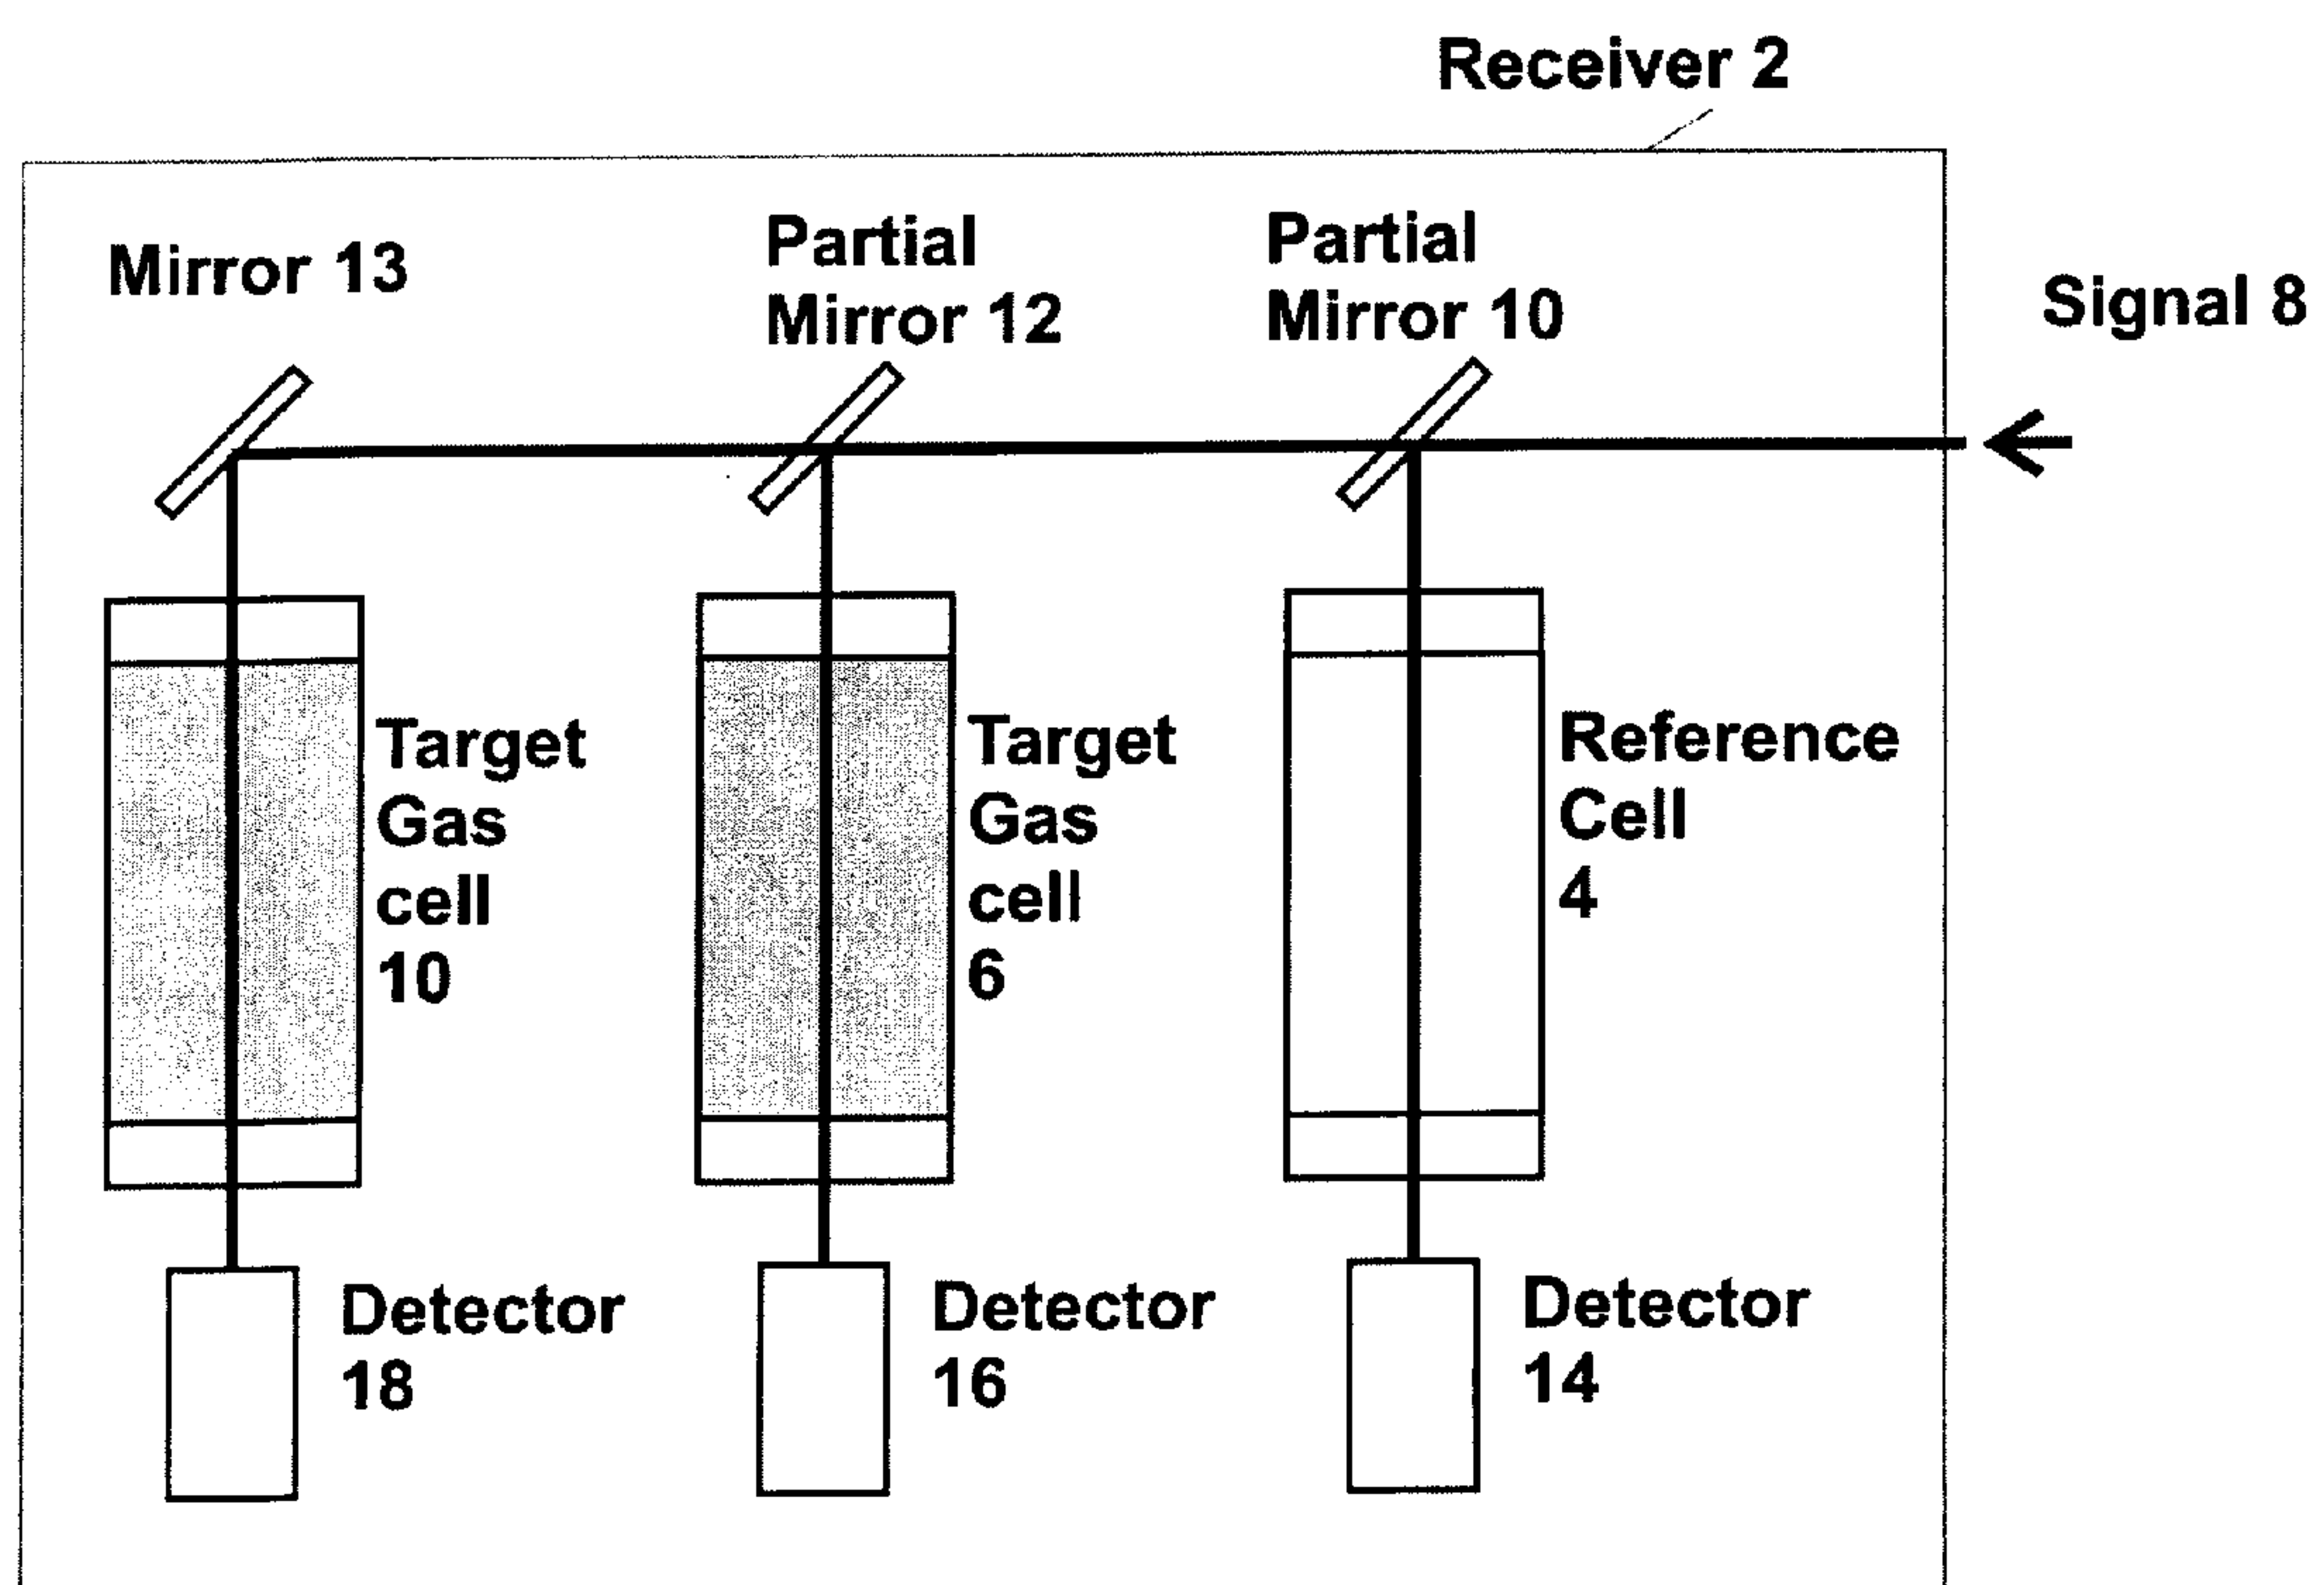 Receiver 2
Mirror 13
Partial
Mirror 12
Partial
Mirror 10
Signal 8
Target
Gas
cell
10
Target
Gas
cell
6
Reference
Cell
4
Detector
18
Detector
16
Detector
14